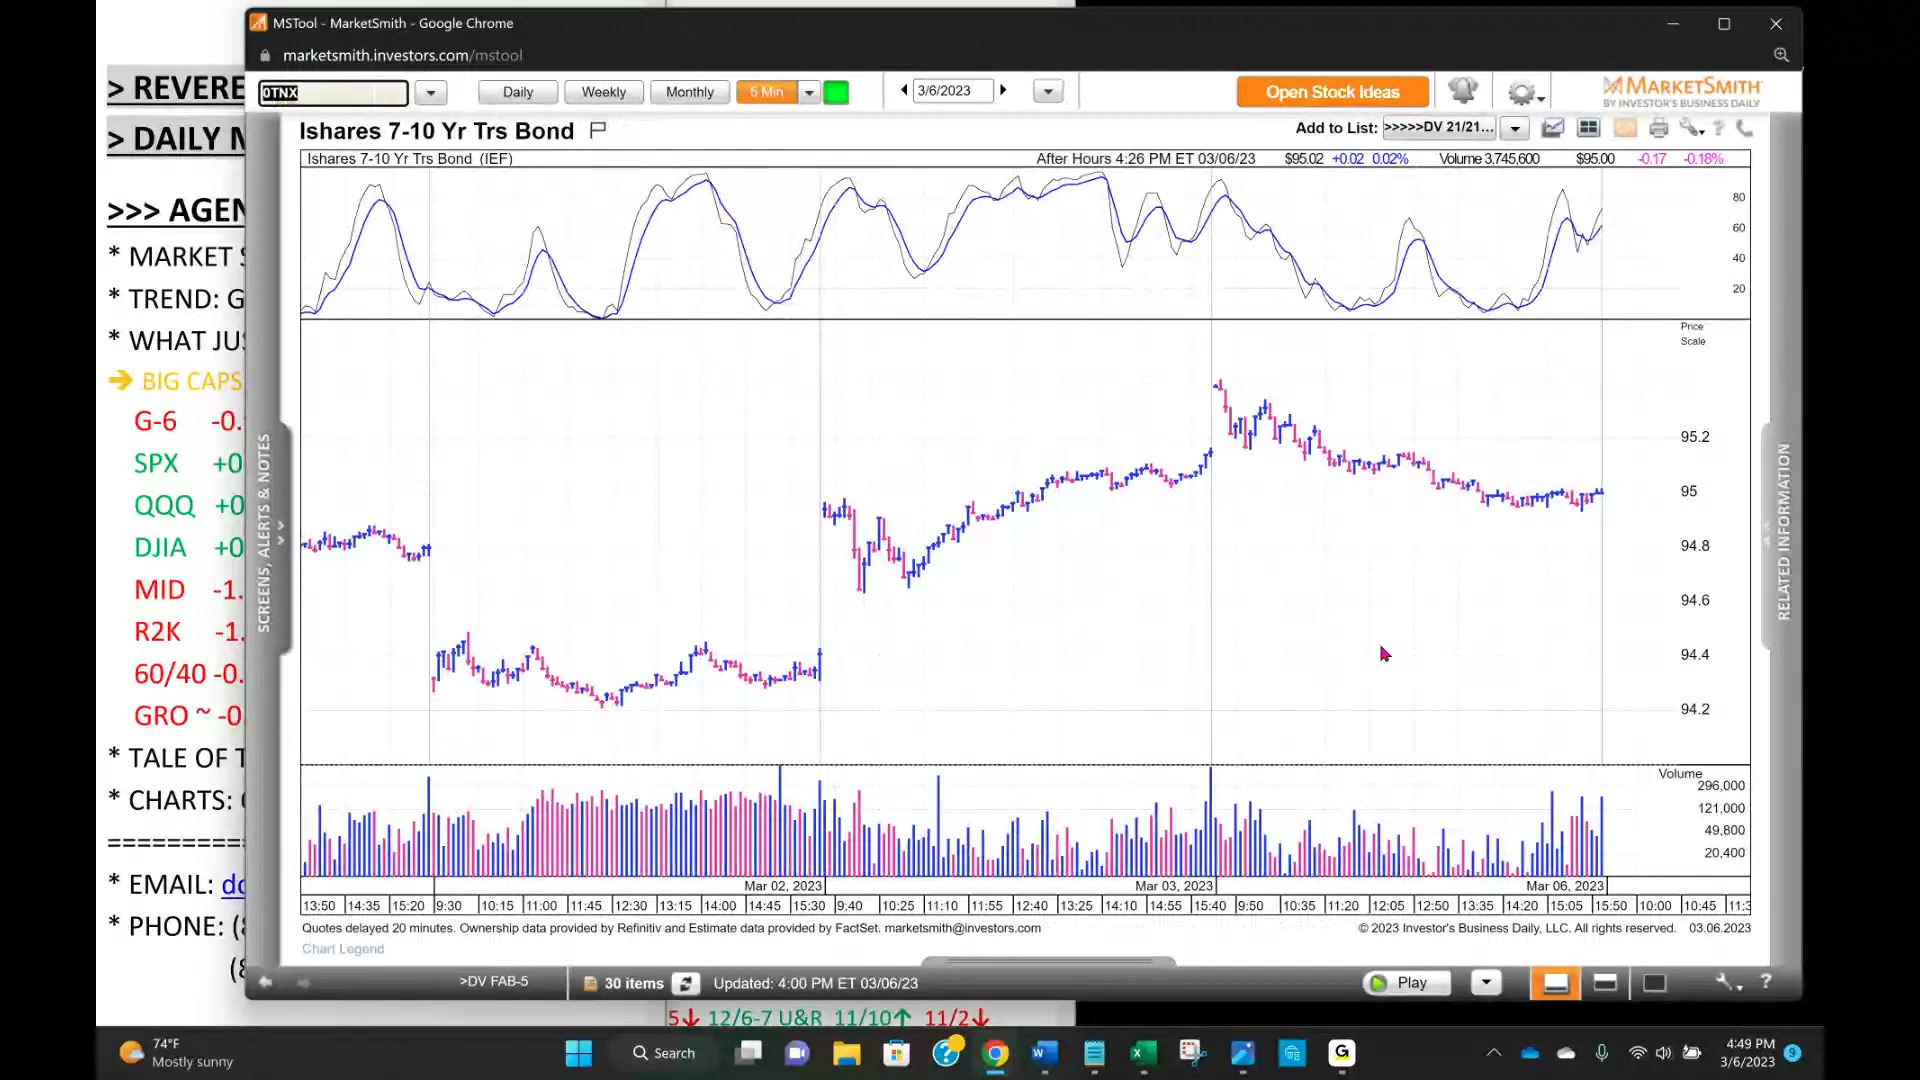 MSTool - MarketSmith - Google Chrome
marketsmith.investors.com/mstool
0TNX
Daily
Weekly
Monthly
5 Min
3/6/2023
Open Stock Ideas
MARKETSMITH
BY INVESTOR'S BUSINESS DAILY
Ishares 7-10 Yr Trs Bond
Add to List: >>>>>DV 21/21...
Ishares 7-10 Yr Trs Bond (IEF)
After Hours 4:26 PM ET 03/06/23 $95.02 +0.02 0.02% Volume 3,745,600 $95.00 -0.17 -0.18%
80
60
40
20
Price
Scale
95.2
95
94.8
94.6
94.4
94.2
Volume
296,000
121,000
49,800
20,400
Mar 02, 2023
Mar 03, 2023
Mar 06, 2023
13:50 14:35 15:20 9:30 10:15 11:00 11:45 12:30 13:15 14:00 14:45 15:30 9:40 10:25 11:10 11:55 12:40 13:25 14:10 14:55 15:40 9:50 10:35 11:20 12:05 12:50 13:35 14:20 15:05 15:50 10:00 10:45 11:3
Quotes delayed 20 minutes. Ownership data provided by Refinitiv and Estimate data provided by FactSet. marketsmith@investors.com
© 2023 Investor's Business Daily, LLC. All rights reserved. 03.06.2023
Chart Legend
SCREENS, ALERTS & NOTES
RELATED INFORMATION
>DV FAB-5
30 items
Updated: 4:00 PM ET 03/06/23
Play
?
> REVERE
> DAILY
>>> AGEN
* MARKET
* TREND: G
* WHAT JU
BIG CAPS
G-6 -0.
SPX +0
QQQ +0
DJIA +0
MID -1.
R2K -1.
60/40 -0.
GRO ~ -0
* TALE OF T
* CHARTS:
==========
* EMAIL: do
* PHONE: (8
(8
5↓ 12/6-7 U&R 11/10↑ 11/2↓
74°F
Mostly sunny
Search
4:49 PM
3/6/2023
9